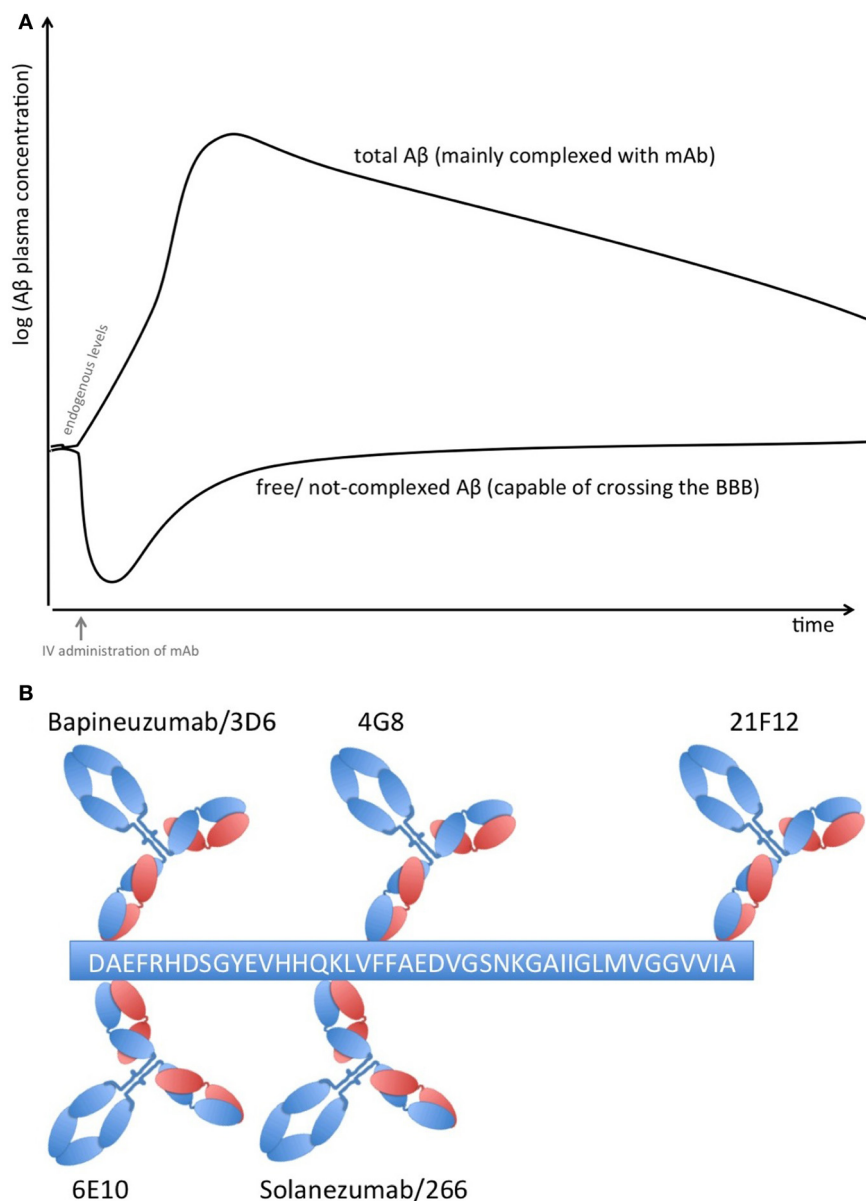 A
log (Aβ plasma concentration)
total Aβ (mainly complexed with mAb)
endogenous levels
free/ not-complexed Aβ (capable of crossing the BBB)
time
IV administration of mAb
B
Bapineuzumab/3D6
4G8
21F12
DAEFRHDSGYEVHHQKLVFFAEDVGSNKGAIIGLMVGGVVIA
6E10
Solanezumab/266